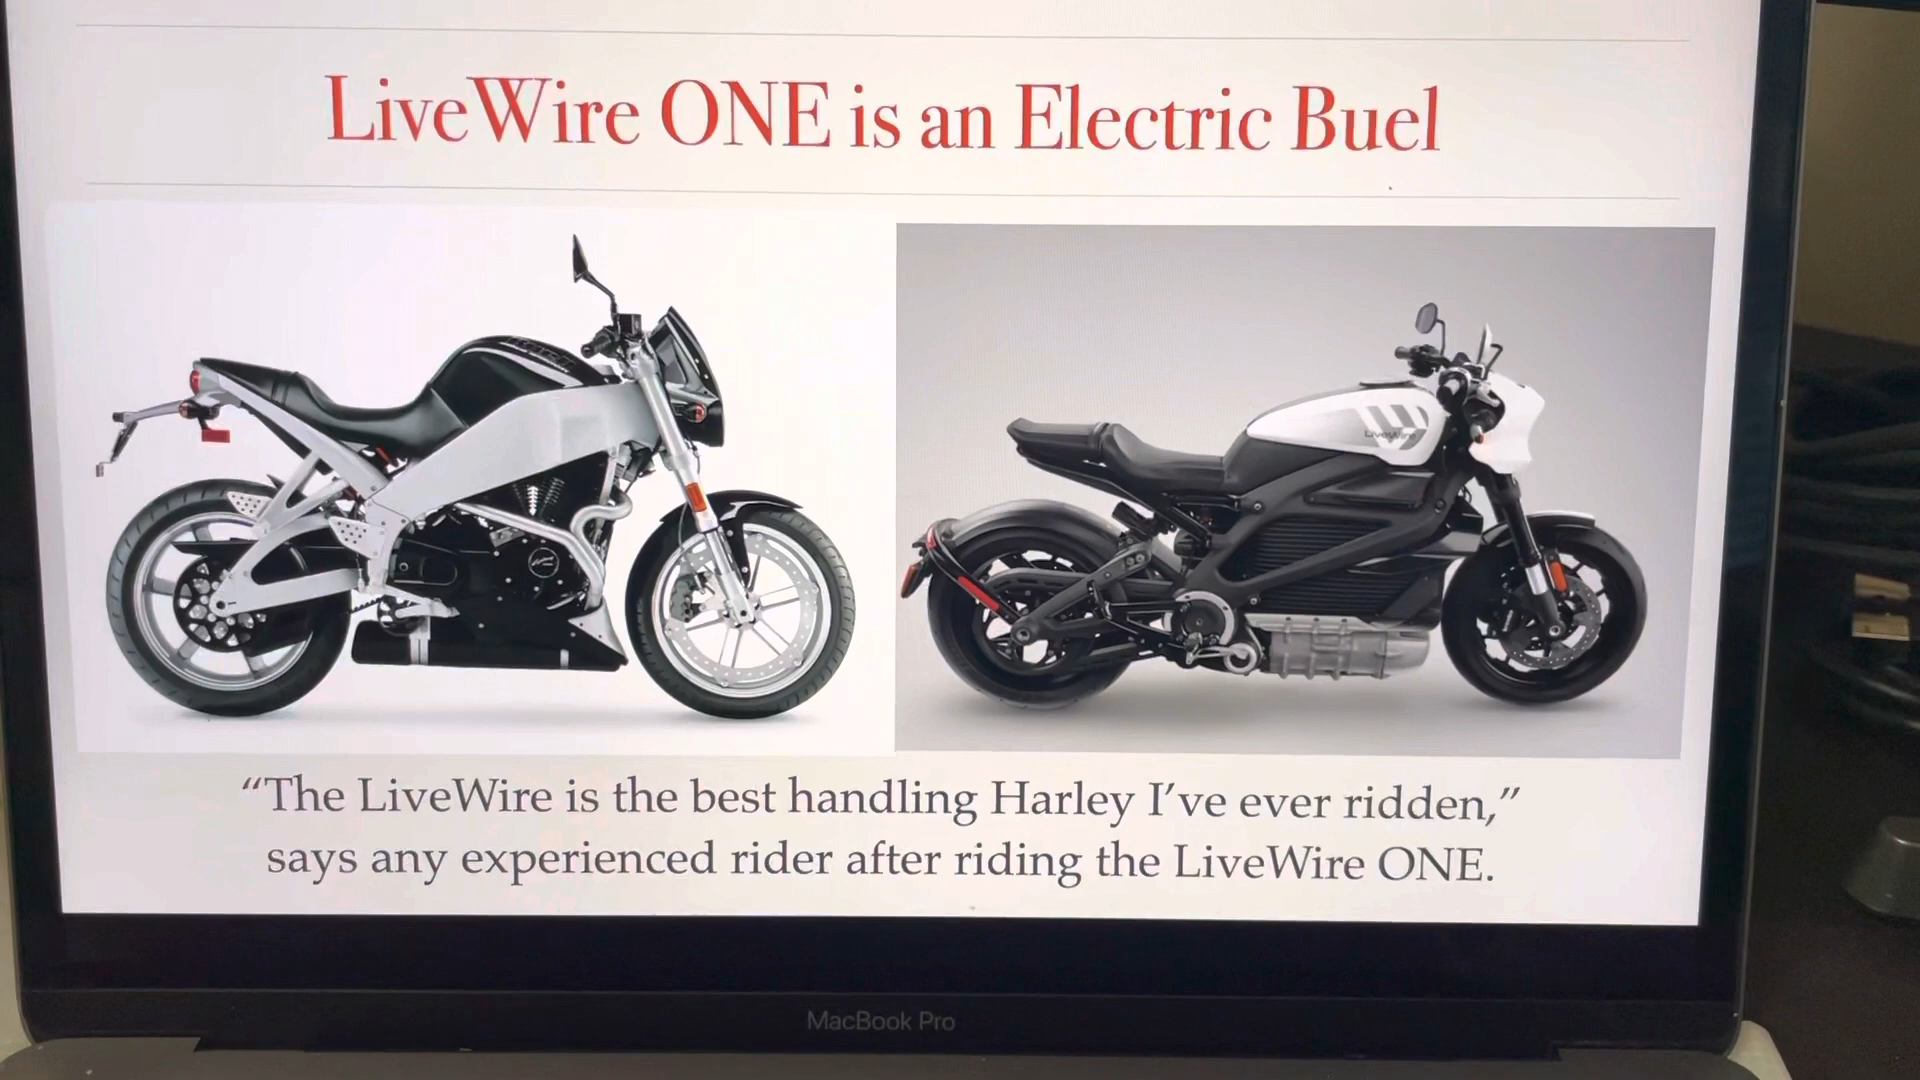 LiveWire ONE is an Electric Buel
LiveWire
“The LiveWire is the best handling Harley I’ve ever ridden,”
says any experienced rider after riding the LiveWire ONE.
MacBook Pro